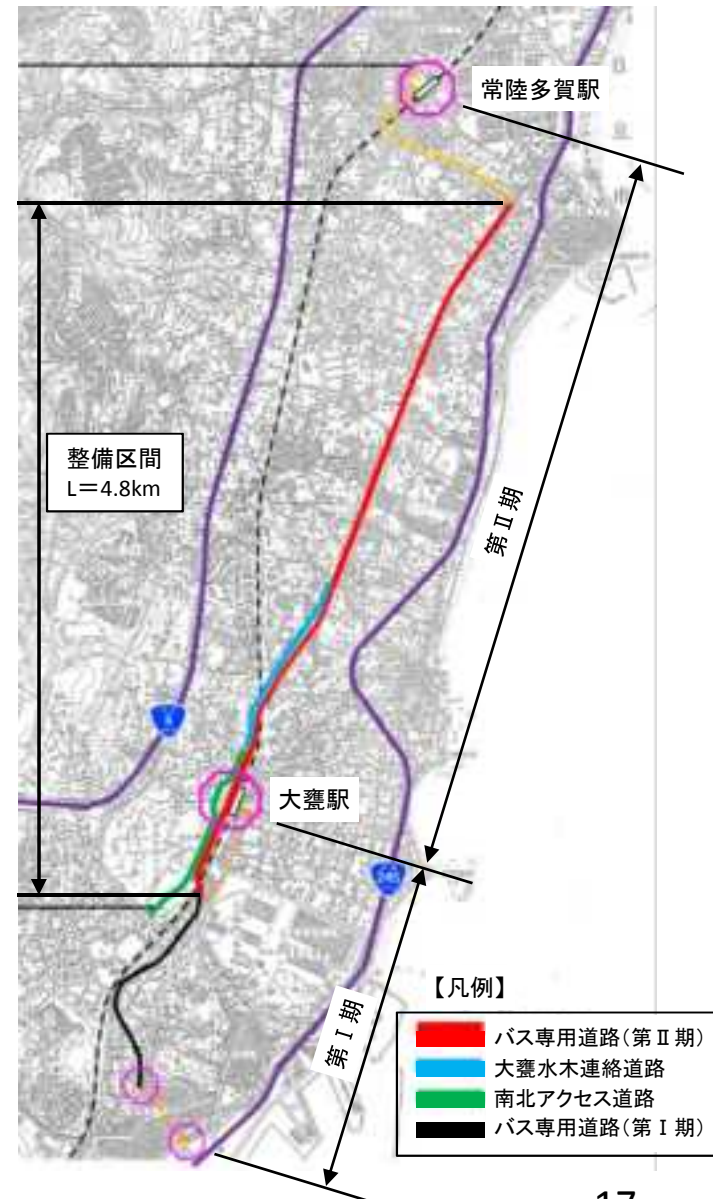 常陸多賀駅
整備区間
L＝4.8km
第Ⅱ期
6
大甕駅
245
第Ⅰ期
【凡例】
バス専用道路(第Ⅱ期)
大甕水木連絡道路
南北アクセス道路
バス専用道路(第Ⅰ期)